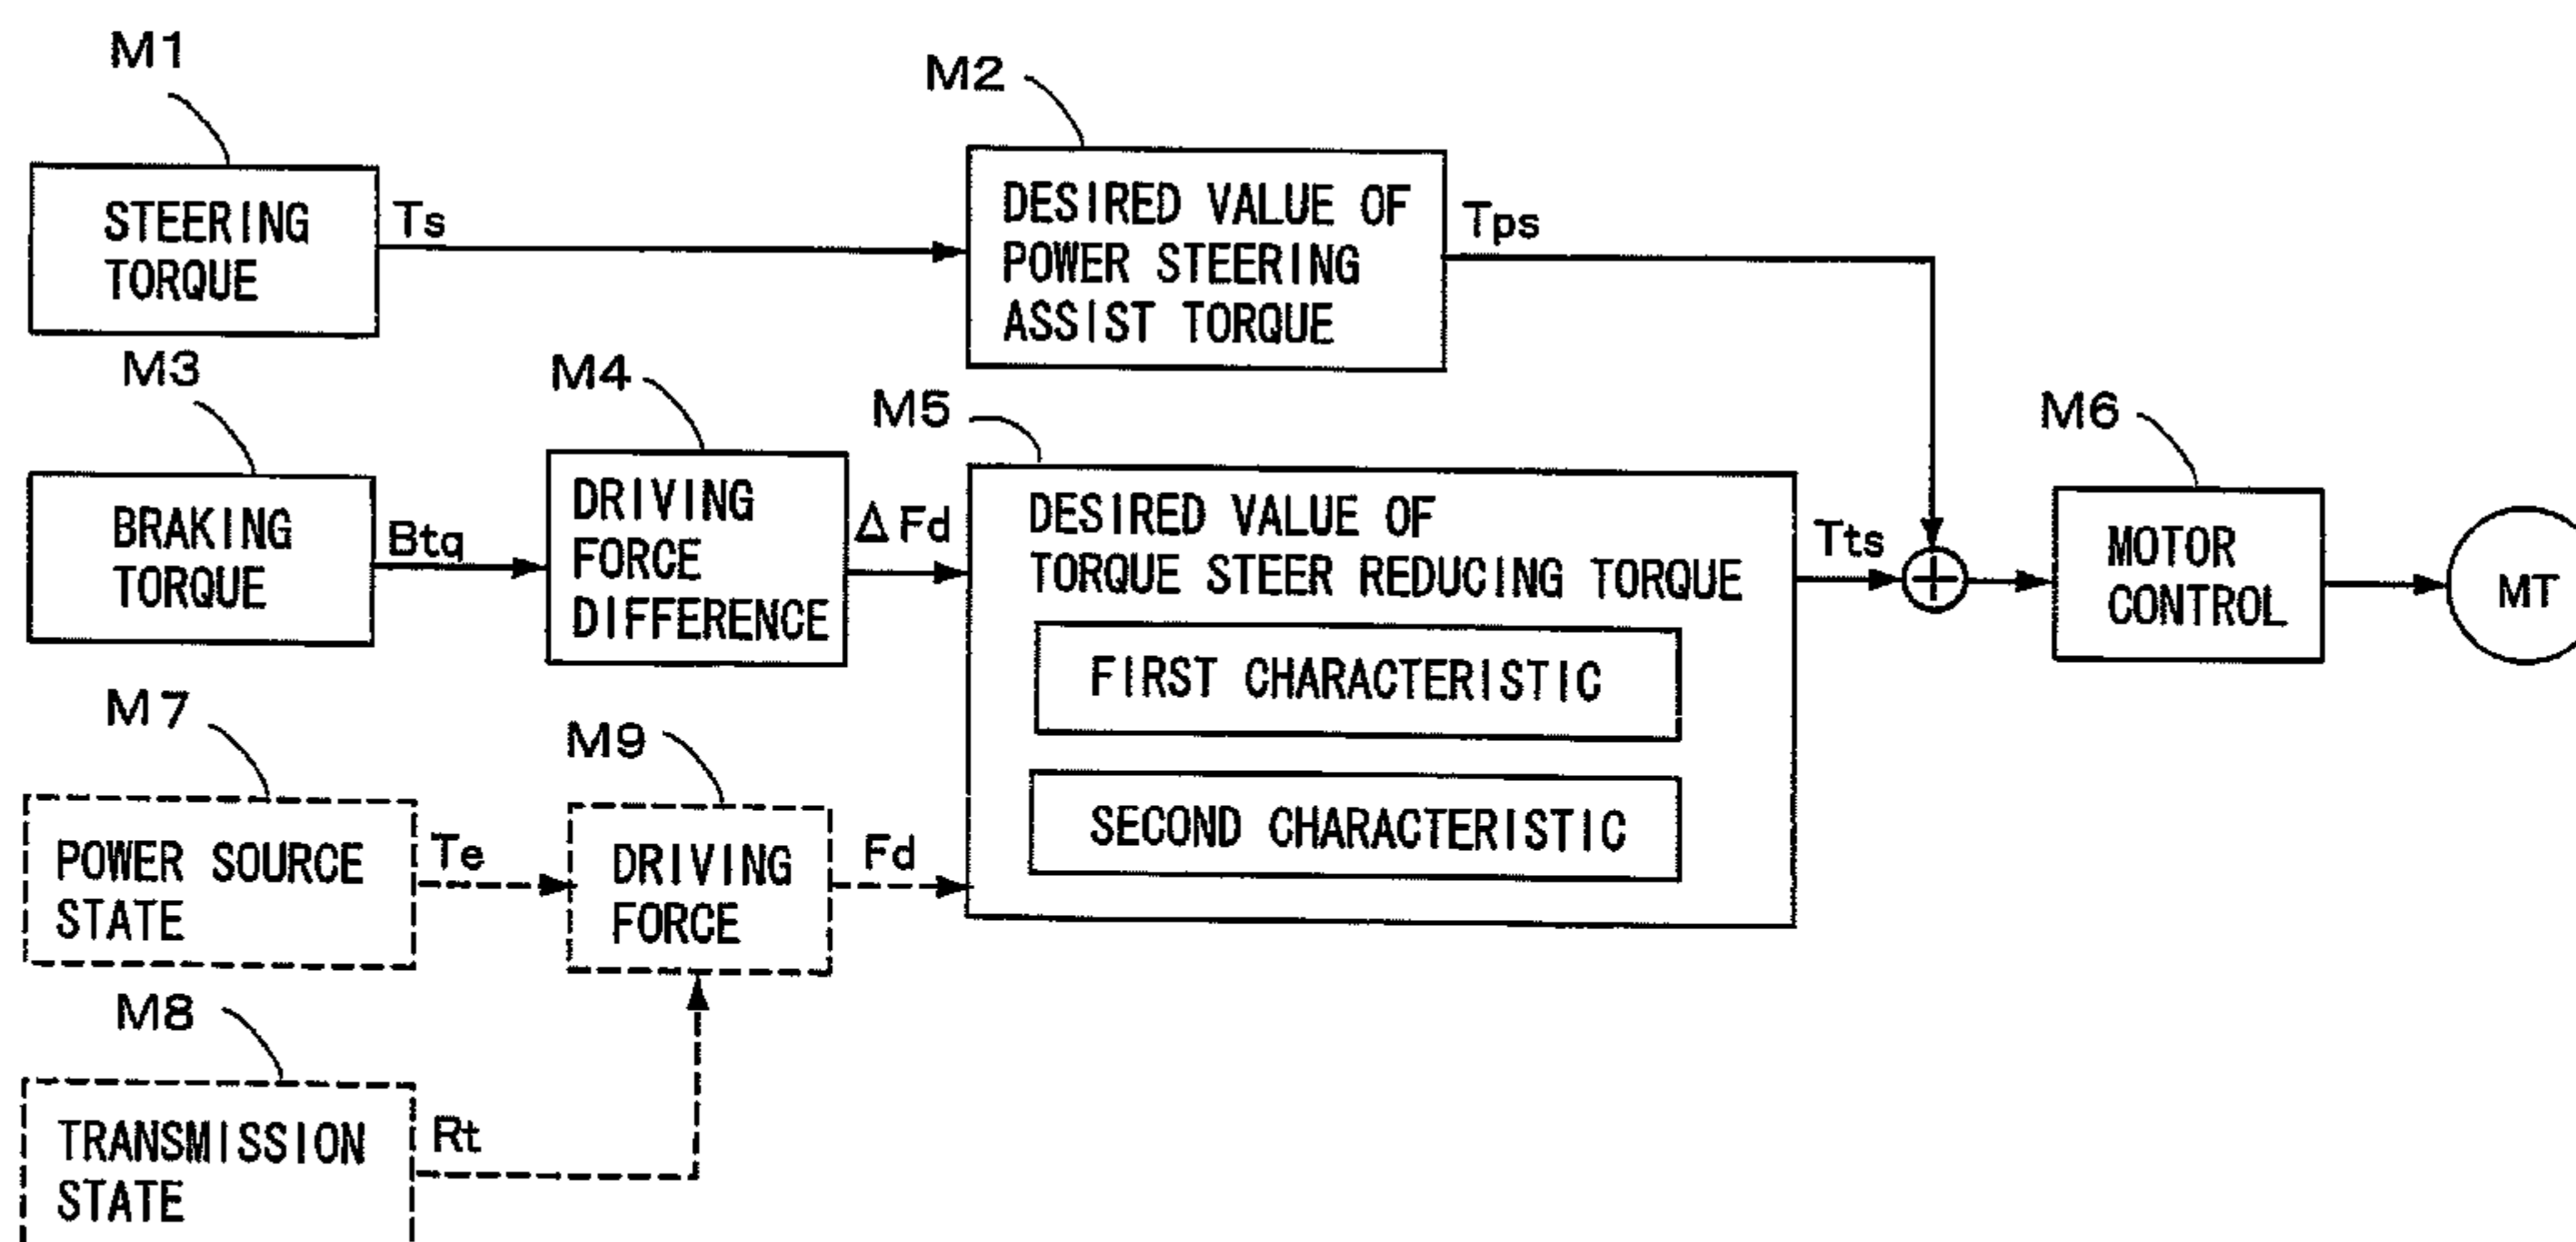 M1
STEERING
TORQUE
Ts
M2
DESIRED VALUE OF
POWER STEERING
ASSIST TORQUE
Tps
M3
BRAKING
TORQUE
Btq
M4
DRIVING
FORCE
DIFFERENCE
Δ Fd
M5
DESIRED VALUE OF
TORQUE STEER REDUCING TORQUE
FIRST CHARACTERISTIC
SECOND CHARACTERISTIC
Tts
+
M6
MOTOR
CONTROL
MT
M7
POWER SOURCE
STATE
Te
M9
DRIVING
FORCE
Fd
M8
TRANSMISSION
STATE
Rt